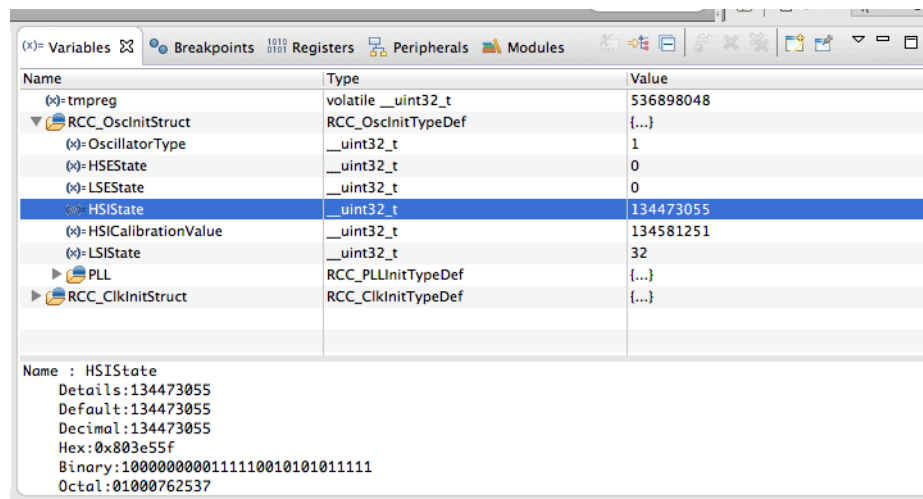 (x)= Variables Breakpoints 1010 0101 Registers Peripherals Modules
Name Type Value
(x)= tmpreg volatile __uint32_t 536898048
RCC_OscInitStruct RCC_OscInitTypeDef {...}
(x)= OscillatorType __uint32_t 1
(x)= HSEState __uint32_t 0
(x)= LSEState __uint32_t 0
(x)= HSIState __uint32_t 134473055
(x)= HSICalibrationValue __uint32_t 134581251
(x)= LSIState __uint32_t 32
PLL RCC_PLLInitTypeDef {...}
RCC_ClkInitStruct RCC_ClkInitTypeDef {...}
Name : HSIState
Details:134473055
Default:134473055
Decimal:134473055
Hex:0x803e55f
Binary:1000000000111110010101011111
Octal:01000762537